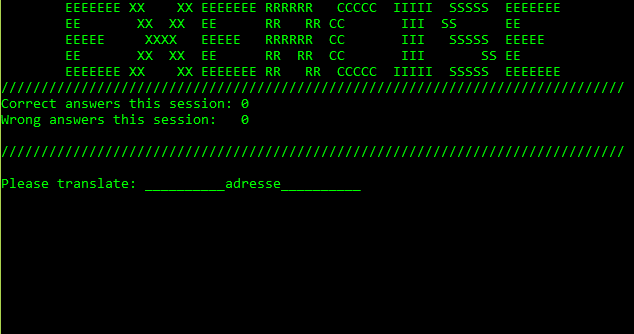 EEEEEEE XX    XX EEEEEEE RRRRRR   CCCCC  IIIII  SSSSS  EEEEEEE
EE       XX  XX  EE      RR   RR CC       III  SS      EE
EEEEE     XXXX   EEEEE   RRRRRR  CC       III   SSSSS  EEEEE
EE       XX  XX  EE      RR  RR  CC       III       SS EE
EEEEEEE XX    XX EEEEEEE RR   RR  CCCCC  IIIII  SSSSS  EEEEEEE
//////////////////////////////////////////////////////////////////////////////
Correct answers this session: 0
Wrong answers this session:   0
//////////////////////////////////////////////////////////////////////////////
Please translate: __________adresse__________